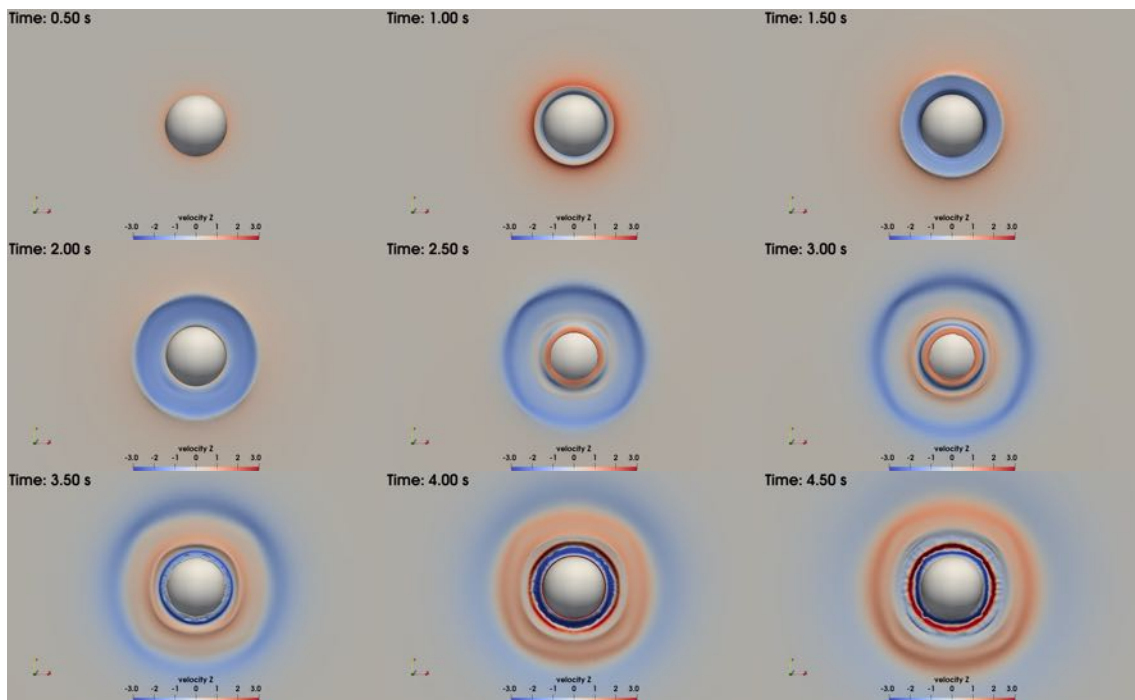 Time: 0.50 s
Time: 1.00 s
Time: 1.50 s
velocity Z
-3.0 -2 -1 0 1 2 3.0
velocity Z
-3.0 -2 -1 0 1 2 3.0
velocity Z
-3.0 -2 -1 0 1 2 3.0
Time: 2.00 s
Time: 2.50 s
Time: 3.00 s
velocity Z
-3.0 -2 -1 0 1 2 3.0
velocity Z
-3.0 -2 -1 0 1 2 3.0
velocity Z
-3.0 -2 -1 0 1 2 3.0
Time: 3.50 s
Time: 4.00 s
Time: 4.50 s
velocity Z
-3.0 -2 -1 0 1 2 3.0
velocity Z
-3.0 -2 -1 0 1 2 3.0
velocity Z
-3.0 -2 -1 0 1 2 3.0